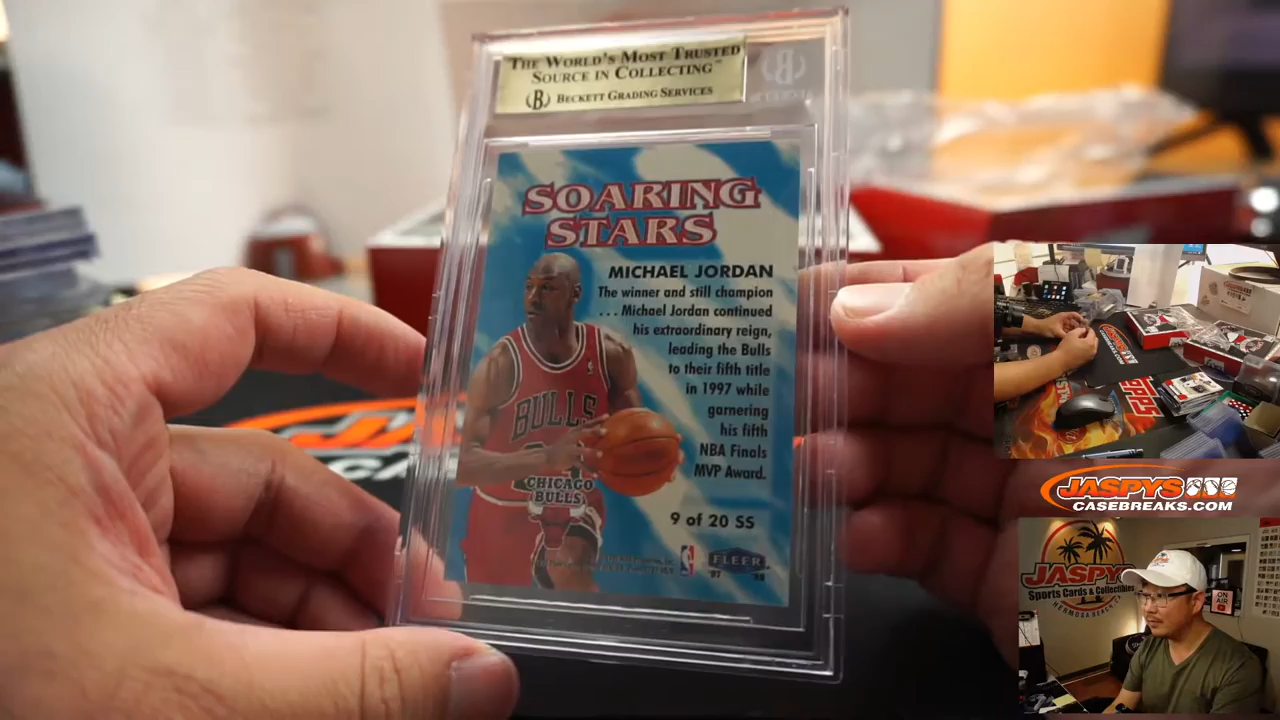 THE WORLD'S MOST TRUSTED
SOURCE IN COLLECTING™
BECKETT GRADING SERVICES
SOARING
STARS
MICHAEL JORDAN
The winner and still champion
. . . Michael Jordan continued
his extraordinary reign,
leading the Bulls
to their fifth title
in 1997 while
garnering
his fifth
NBA Finals
MVP Award.
BULLS
CHICAGO
BULLS
9 of 20 SS
FLEER
'97 '98
TOPPS
JASPYS
CASEBREAKS.COM
JASPYS
Sports Cards & Collectibles
HERMOSA BEACH,
ON
AIR